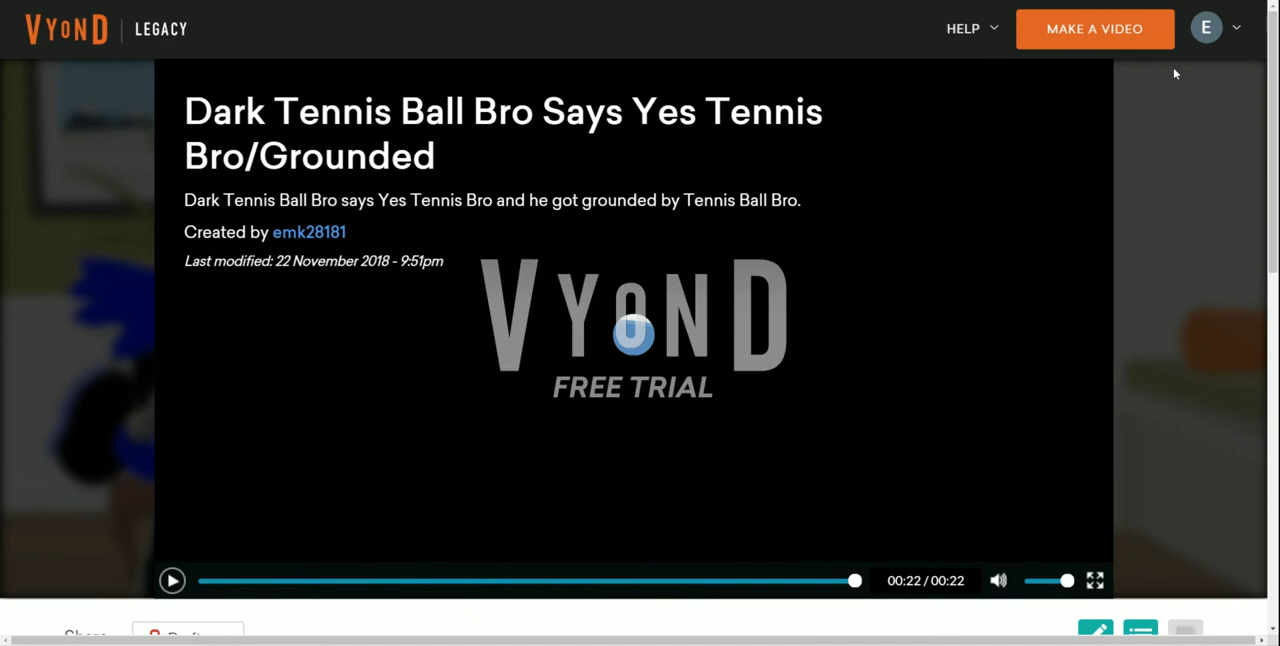 VYOND LEGACY HELP MAKE A VIDEO E
Dark Tennis Ball Bro Says Yes Tennis
Bro/Grounded
Dark Tennis Ball Bro says Yes Tennis Bro and he got grounded by Tennis Ball Bro.
Created by emk28181
Last modified: 22 November 2018 - 9:51pm
VYOND
FREE TRIAL
00:22 / 00:22